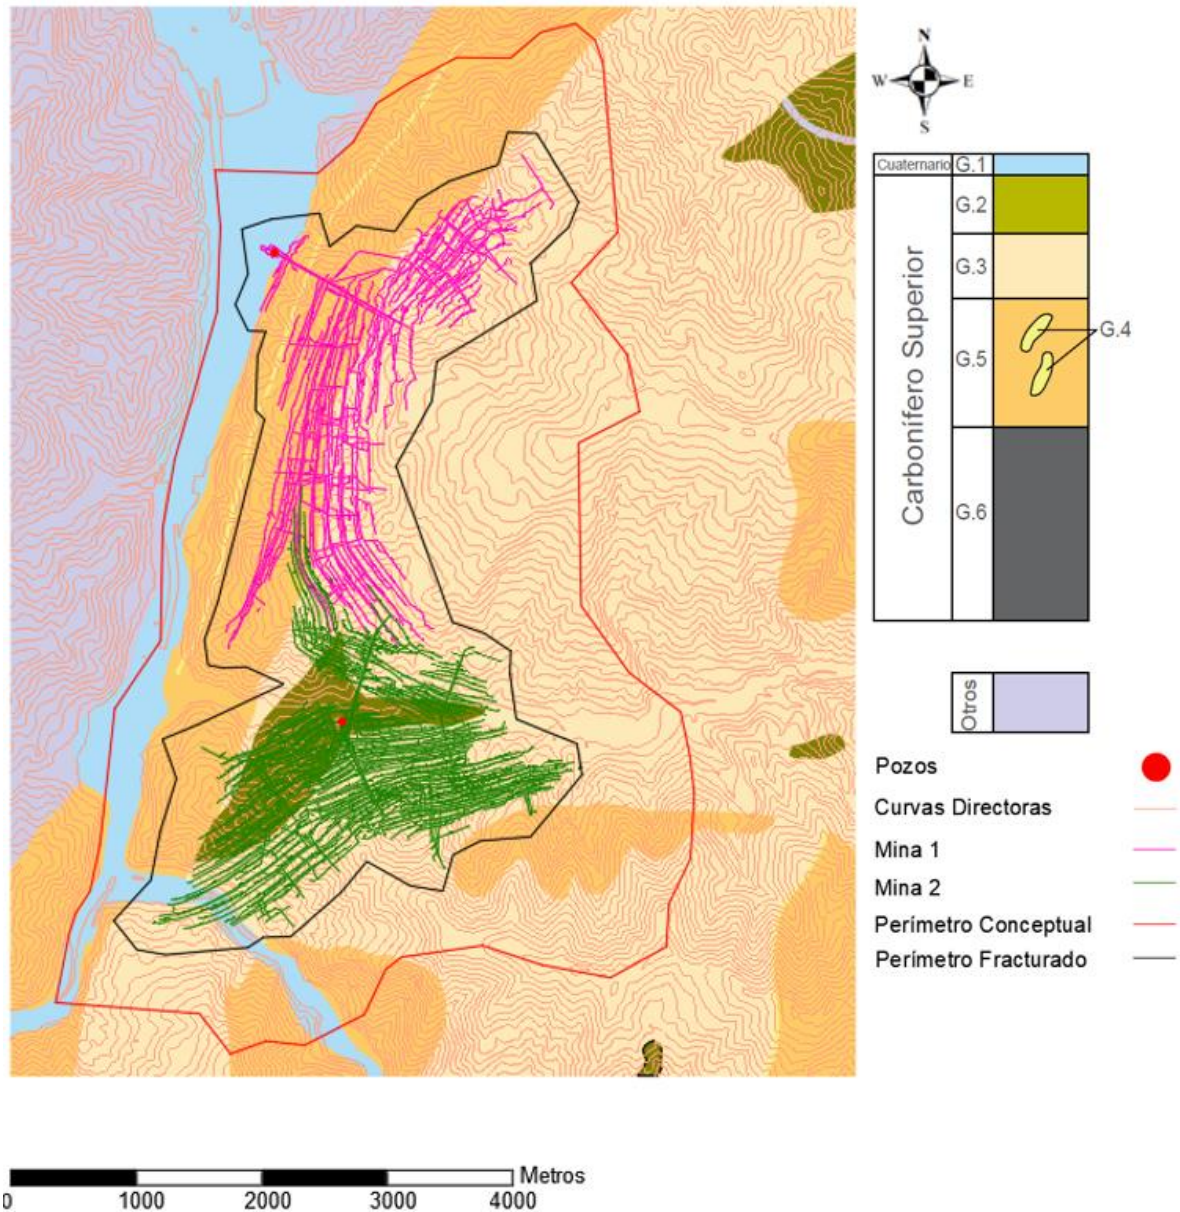 N
W E
S
Cuaternario G.1
G.2
G.3
G.4
G.5
G.6
Carbonífero Superior
Otros
Pozos
Curvas Directoras
Mina 1
Mina 2
Perímetro Conceptual
Perímetro Fracturado
Metros
0 1000 2000 3000 4000